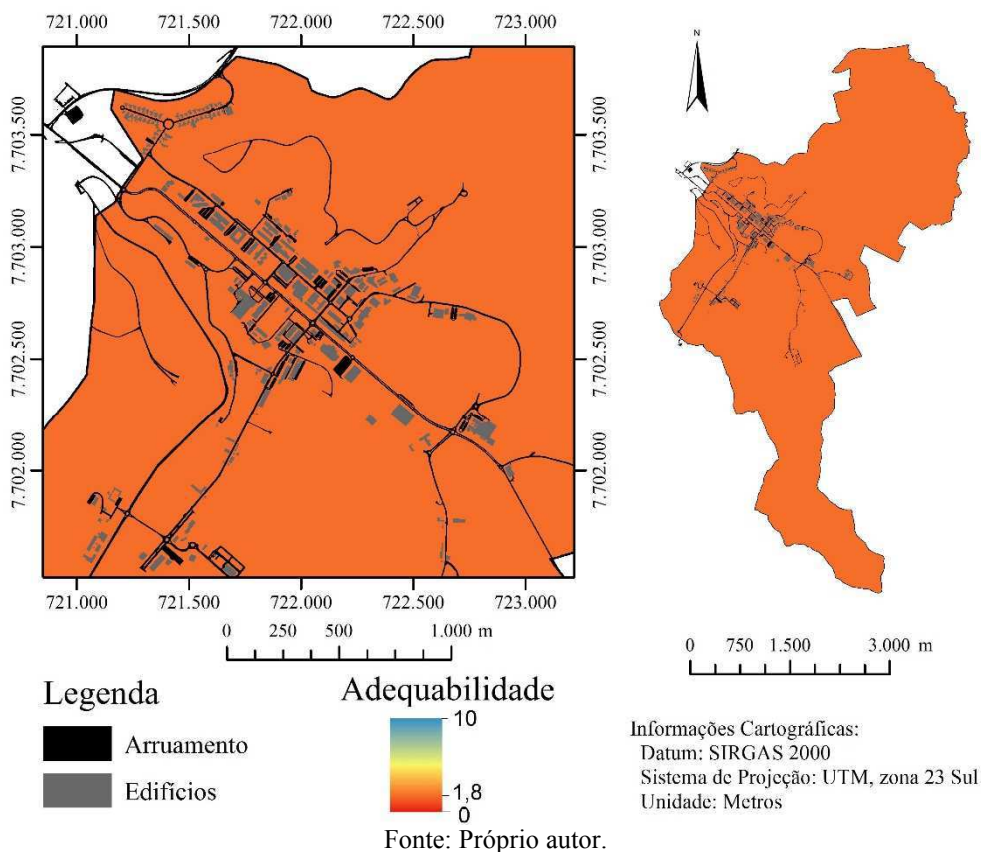 721.000 721.500 722.000 722.500 723.000
N
7.703.500 7.703.500
7.703.000 7.703.000
7.702.500 7.702.500
7.702.000 7.702.000
721.000 721.500 722.000 722.500 723.000
0 250 500 1.000 m
0 750 1.500 3.000 m
Legenda
Arruamento
Edifícios
Adequabilidade
10
1,8
0
Informações Cartográficas:
Datum: SIRGAS 2000
Sistema de Projeção: UTM, zona 23 Sul
Unidade: Metros
Fonte: Próprio autor.